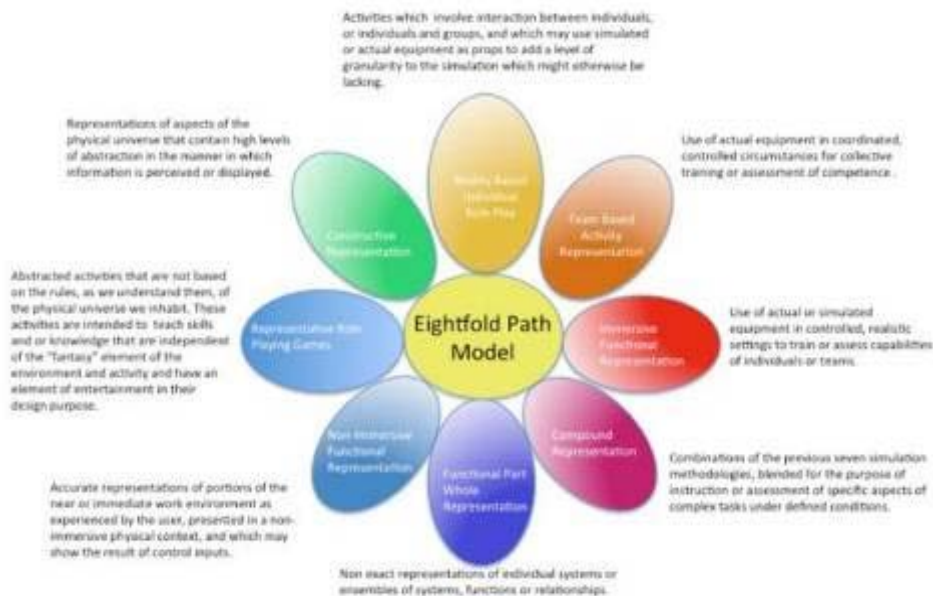 Activities which involve interaction between individuals,
or individuals and groups, and which may use simulated
or actual equipment as props to add a level of
granularity to the simulation which might otherwise be
lacking.
Representations of aspects of the
physical universe that contain high levels
of abstraction in the manner in which
information is perceived or displayed.
Use of actual equipment in coordinated,
controlled circumstances for collective
training or assessment of competence.
Reality Based
Individual
Role Play
Constructive
Representation
Team Based
Activity
Representation
Abstracted activities that are not based
on the rules, as we understand them, of
the physical universe we inhabit. These
activities are intended to teach skills
and or knowledge that are independent
of the "fantasy" element of the
environment and activity and have an
element of entertainment in their
design purpose.
Representative Role
Playing Games
Eightfold Path
Model
Immersive
Functional
Representation
Use of actual or simulated
equipment in controlled, realistic
settings to train or assess capabilities
of individuals or teams.
Non Immersive
Functional
Representation
Functional Part
Whole
Representation
Compound
Representation
Combinations of the previous seven simulation
methodologies, blended for the purpose of
instruction or assessment of specific aspects of
complex tasks under defined conditions.
Accurate representations of portions of the
near or immediate work environment as
experienced by the user, presented in a non-
immersive physical context, and which may
show the result of control inputs.
Non exact representations of individual systems or
ensembles of systems, functions or relationships.